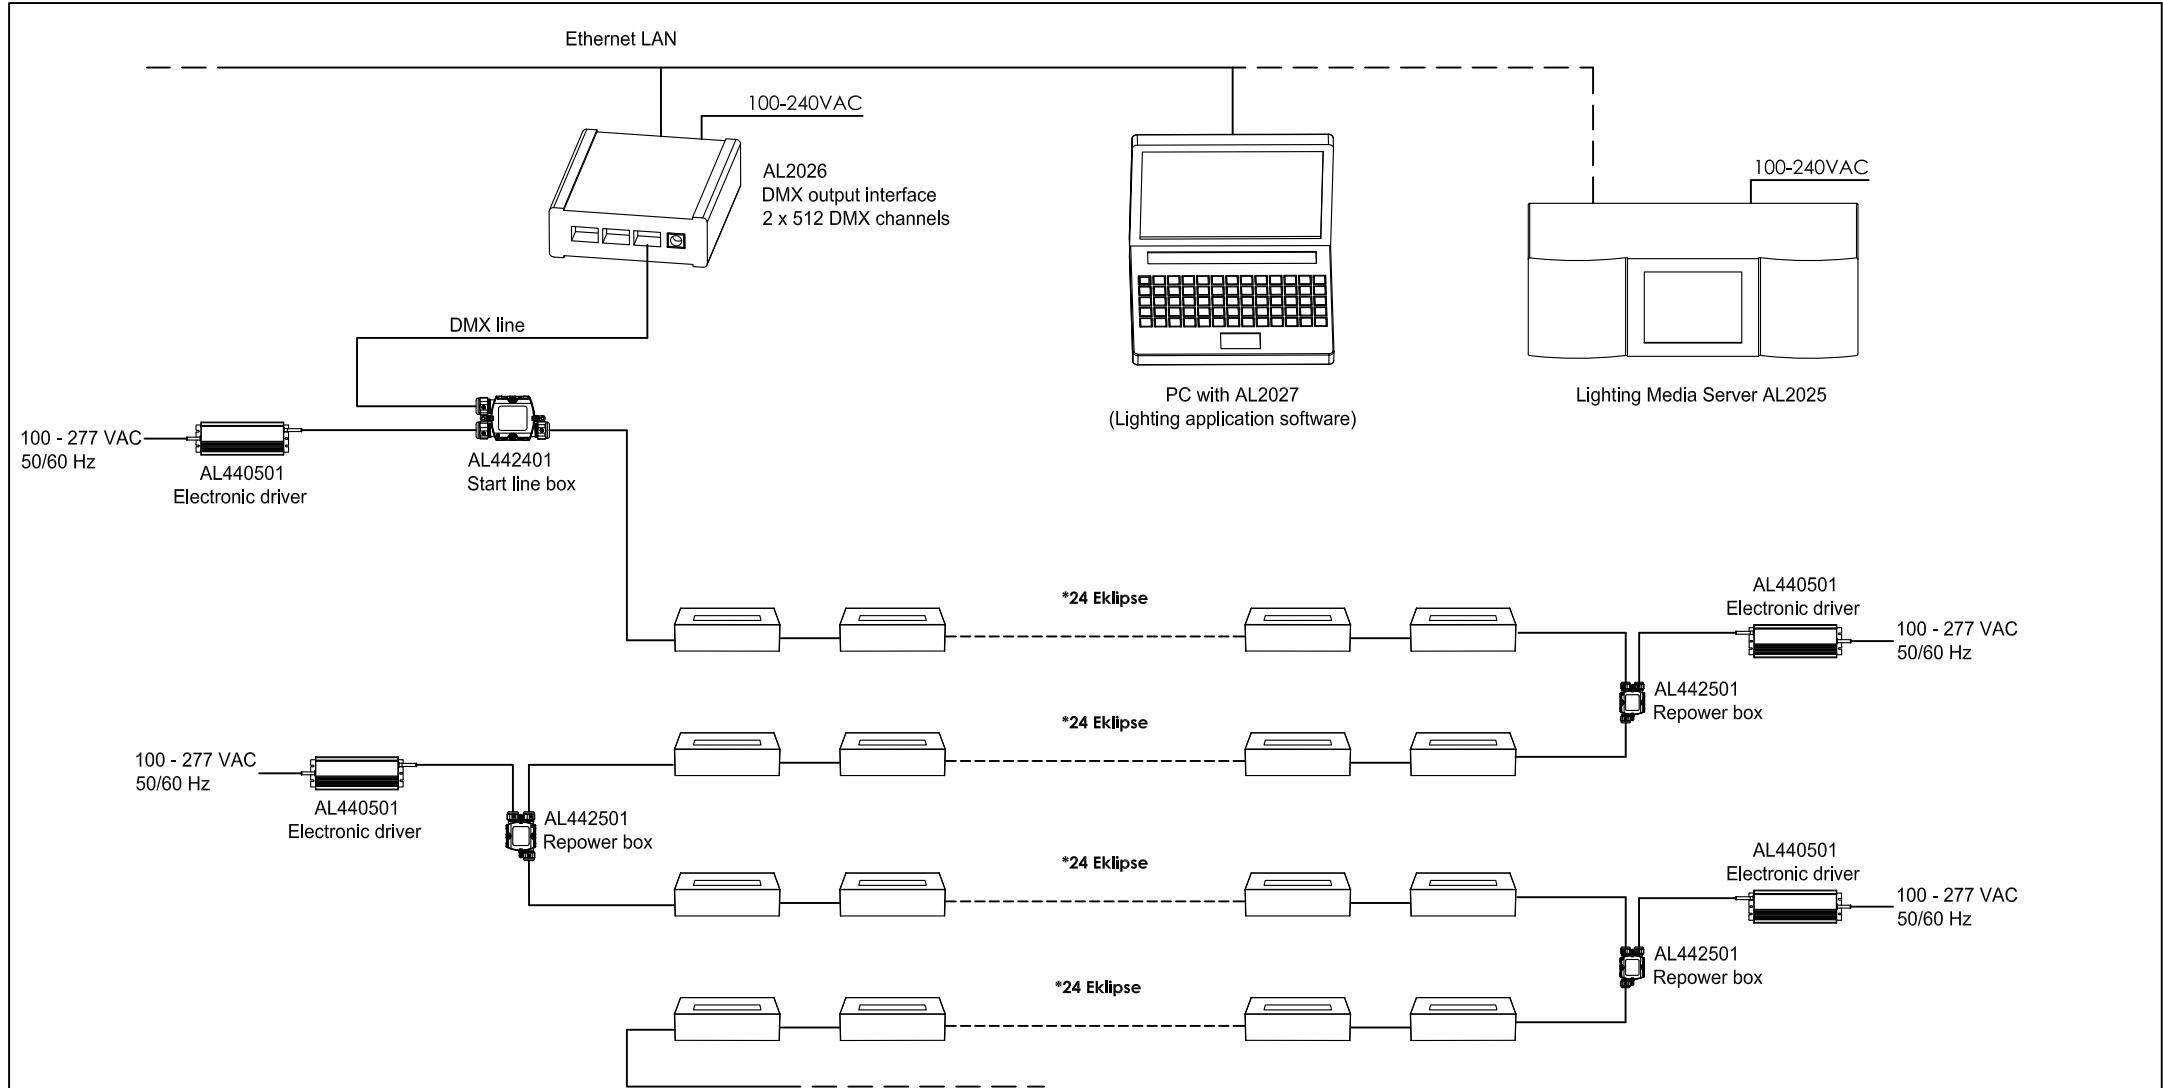 Ethernet LAN
100-240VAC
AL2026
DMX output interface
2 x 512 DMX channels
100-240VAC
DMX line
PC with AL2027
(Lighting application software)
Lighting Media Server AL2025
100 - 277 VAC
50/60 Hz
AL440501
Electronic driver
AL442401
Start line box
*24 Eklipse
AL440501
Electronic driver
100 - 277 VAC
50/60 Hz
AL442501
Repower box
*24 Eklipse
100 - 277 VAC
50/60 Hz
AL440501
Electronic driver
AL442501
Repower box
*24 Eklipse
AL440501
Electronic driver
100 - 277 VAC
50/60 Hz
AL442501
Repower box
*24 Eklipse